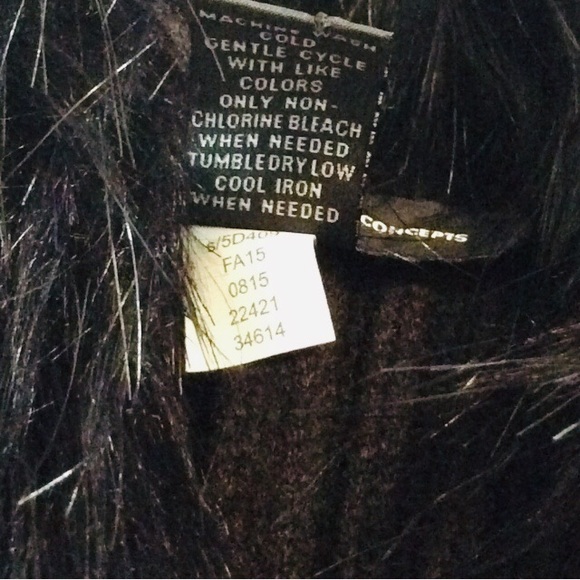 MACHINE WASH
COLD
GENTLE CYCLE
WITH LIKE
COLORS
ONLY NON-
CHLORINE BLEACH
WHEN NEEDED
TUMBLE DRY LOW
COOL IRON
WHEN NEEDED
CONCEPTS
FA15
0815
22421
34614